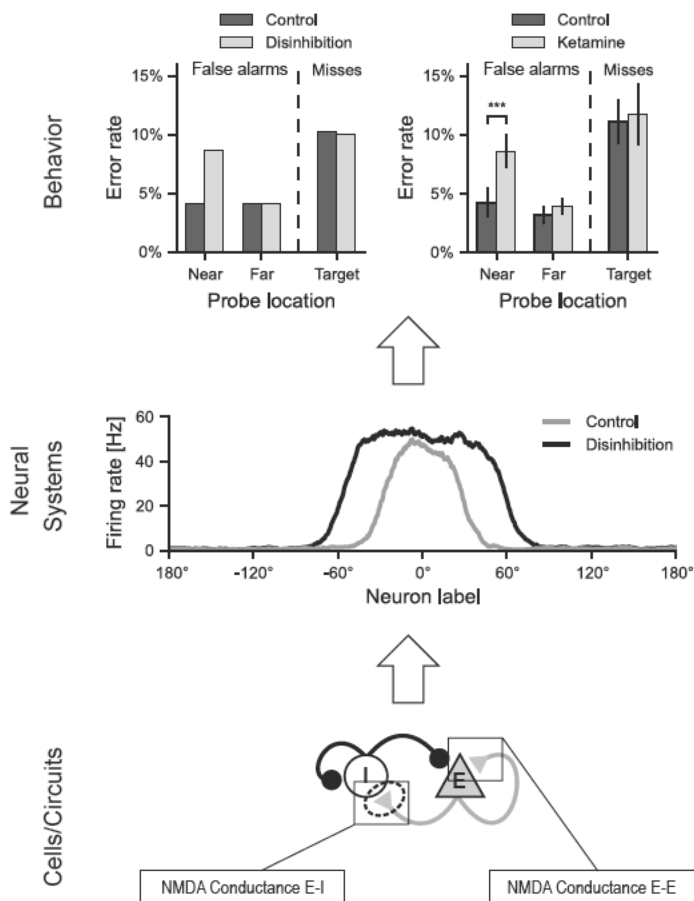 Control
Disinhibition
Control
Ketamine
False alarms
Misses
False alarms
Misses
Behavior
Error rate
15%
10%
5%
0%
Near
Far
Target
Probe location
Error rate
15%
10%
5%
0%
***
Near
Far
Target
Probe location
Neural
Systems
Firing rate [Hz]
60
40
20
0
Control
Disinhibition
180°
-120°
-60°
0°
60°
120°
180°
Neuron label
Cells/Circuits
I
E
NMDA Conductance E-I
NMDA Conductance E-E